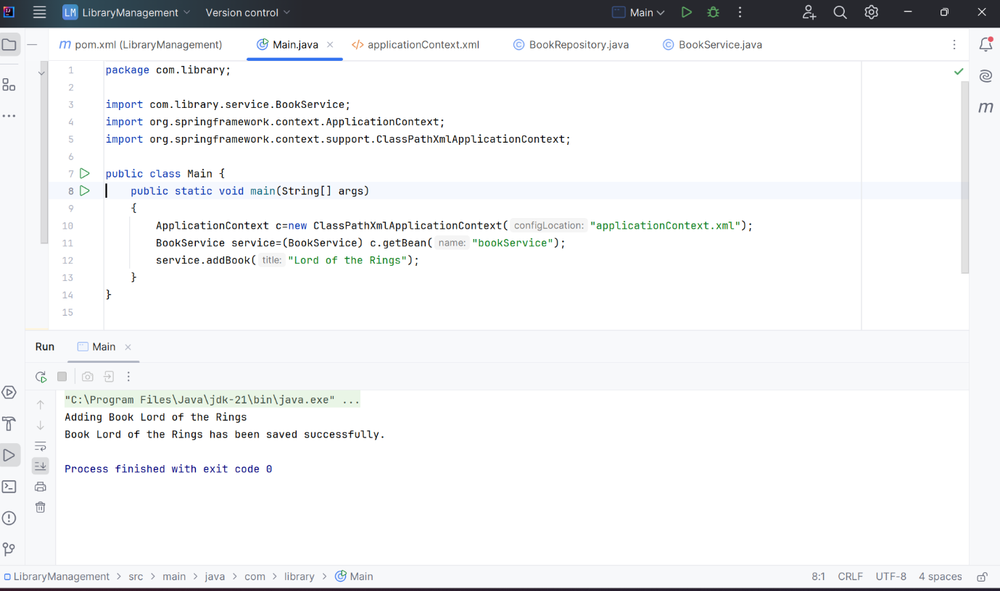 LM LibraryManagement Version control Main
m pom.xml (LibraryManagement) Main.java applicationContext.xml BookRepository.java BookService.java
1 package com.library;
2
3 import com.library.service.BookService;
4 import org.springframework.context.ApplicationContext;
5 import org.springframework.context.support.ClassPathXmlApplicationContext;
6
7 public class Main {
8 public static void main(String[] args)
9 {
10 ApplicationContext c=new ClassPathXmlApplicationContext( configLocation: "applicationContext.xml");
11 BookService service=(BookService) c.getBean( name: "bookService");
12 service.addBook( title: "Lord of the Rings");
13 }
14 }
15
Run Main
"C:\Program Files\Java\jdk-21\bin\java.exe" ...
Adding Book Lord of the Rings
Book Lord of the Rings has been saved successfully.
Process finished with exit code 0
LibraryManagement > src > main > java > com > library > Main 8:1 CRLF UTF-8 4 spaces